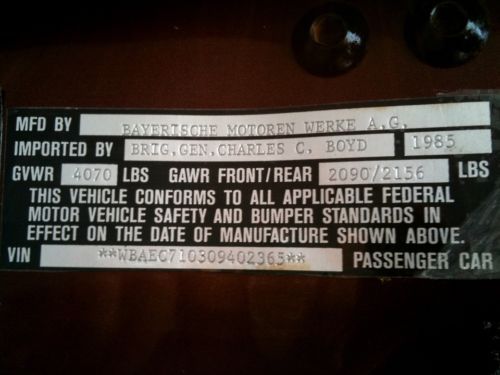 MFD BY BAYERISCHE MOTOREN WERKE A.G.
IMPORTED BY BRIG,GEN,CHARLES C. BOYD 1985
GVWR 4070 LBS GAWR FRONT/REAR 2090/2156 LBS
THIS VEHICLE CONFORMS TO ALL APPLICABLE FEDERAL
MOTOR VEHICLE SAFETY AND BUMPER STANDARDS IN
EFFECT ON THE DATE OF MANUFACTURE SHOWN ABOVE.
VIN **WBAEC710309402365** PASSENGER CAR